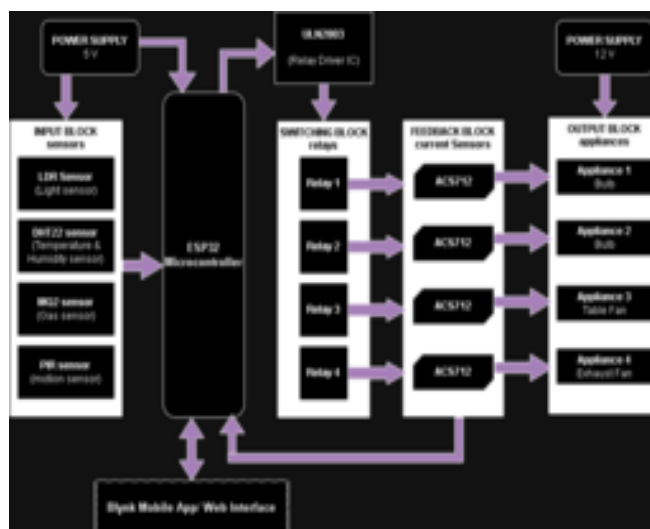 POWER SUPPLY
5 V
ULN2003
(Relay Driver IC)
POWER SUPPLY
12 V
INPUT BLOCK
sensors
LDR Sensor
(Light sensor)
DHT22 sensor
(Temperature &
Humidity sensor)
MQ2 sensor
(Gas sensor)
PIR sensor
(motion sensor)
ESP32
Microcontroller
SWITCHING BLOCK
relays
Relay 1
Relay 2
Relay 3
Relay 4
FEEDBACK BLOCK
current Sensors
ACS712
ACS712
ACS712
ACS712
OUTPUT BLOCK
appliances
Appliance 1
Bulb
Appliance 2
Bulb
Appliance 3
Table Fan
Appliance 4
Exhaust Fan
Blynk Mobile App/ Web Interface